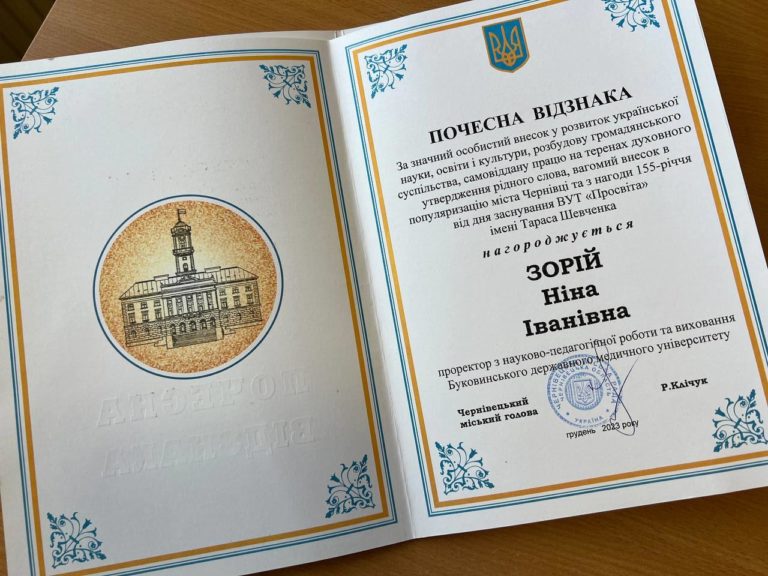 ПОЧЕСНА ВІДЗНАКА
За значний особистий внесок у розвиток української
науки, освіти і культури, розбудову громадянського
суспільства, самовіддану працю на теренах духовного
утвердження рідного слова, вагомий внесок в
популяризацію міста Чернівці та з нагоди 155-річчя
від дня заснування ВУТ «Просвіта»
імені Тараса Шевченка
нагороджується
ЗОРІЙ
Ніна
Іванівна
проректор з науково-педагогічної роботи та виховання
Буковинського державного медичного університету
Чернівецький
міський голова
Р.Клічук
УКРАЇНА
грудень 2023 року
ПОЧЕСНА
ВІДЗНАКА